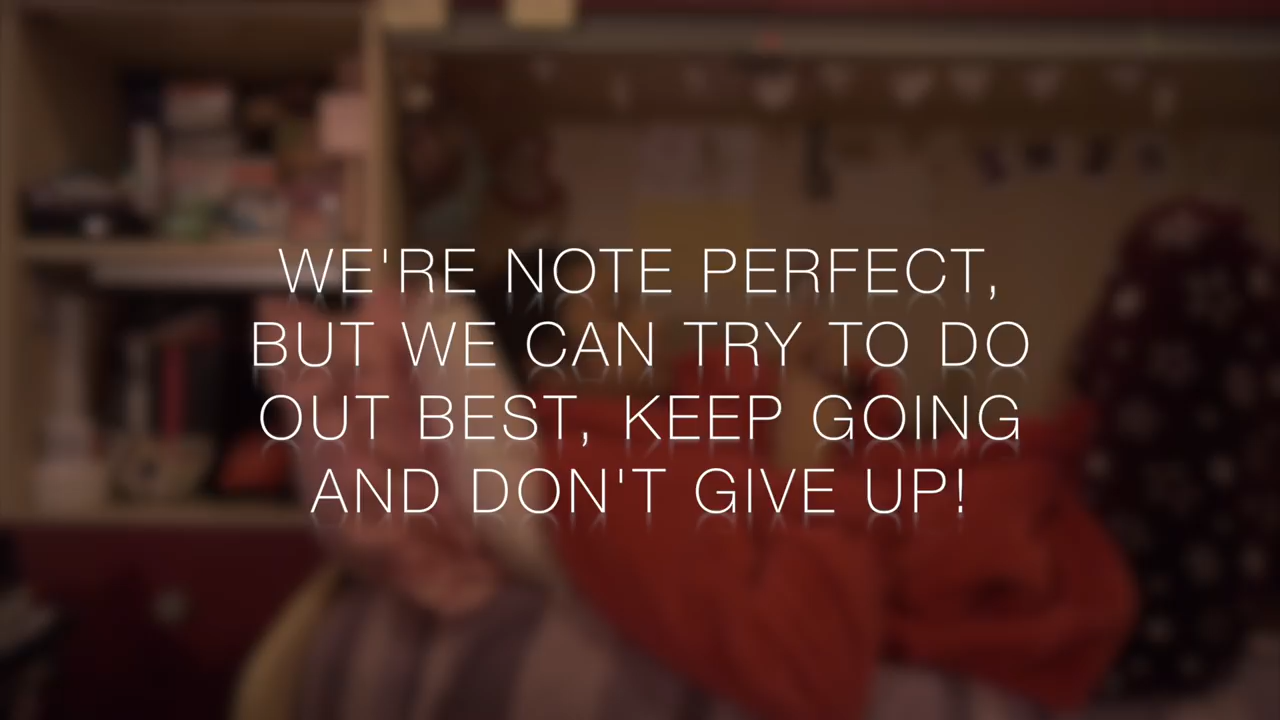 WE'RE NOTE PERFECT,
BUT WE CAN TRY TO DO
OUT BEST, KEEP GOING
AND DON'T GIVE UP!